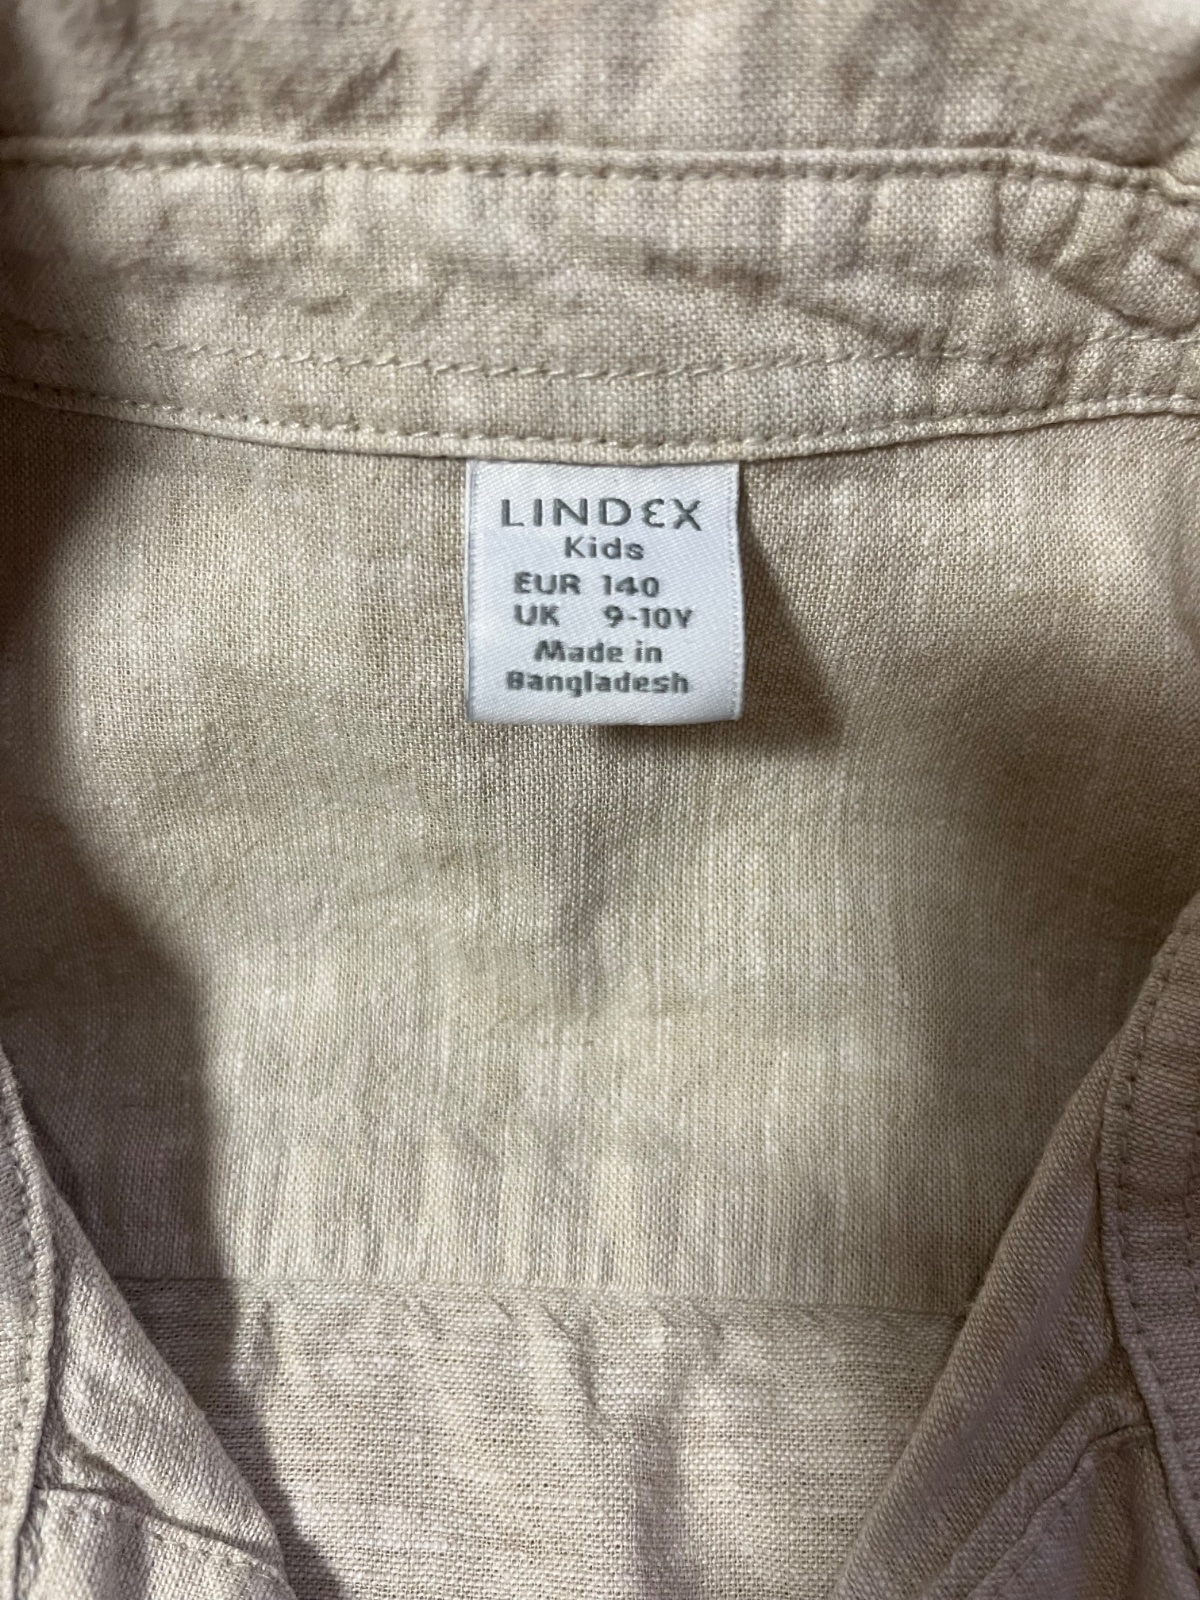 LINDEX
Kids
EUR 140
UK 9-10Y
Made in
Bangladesh